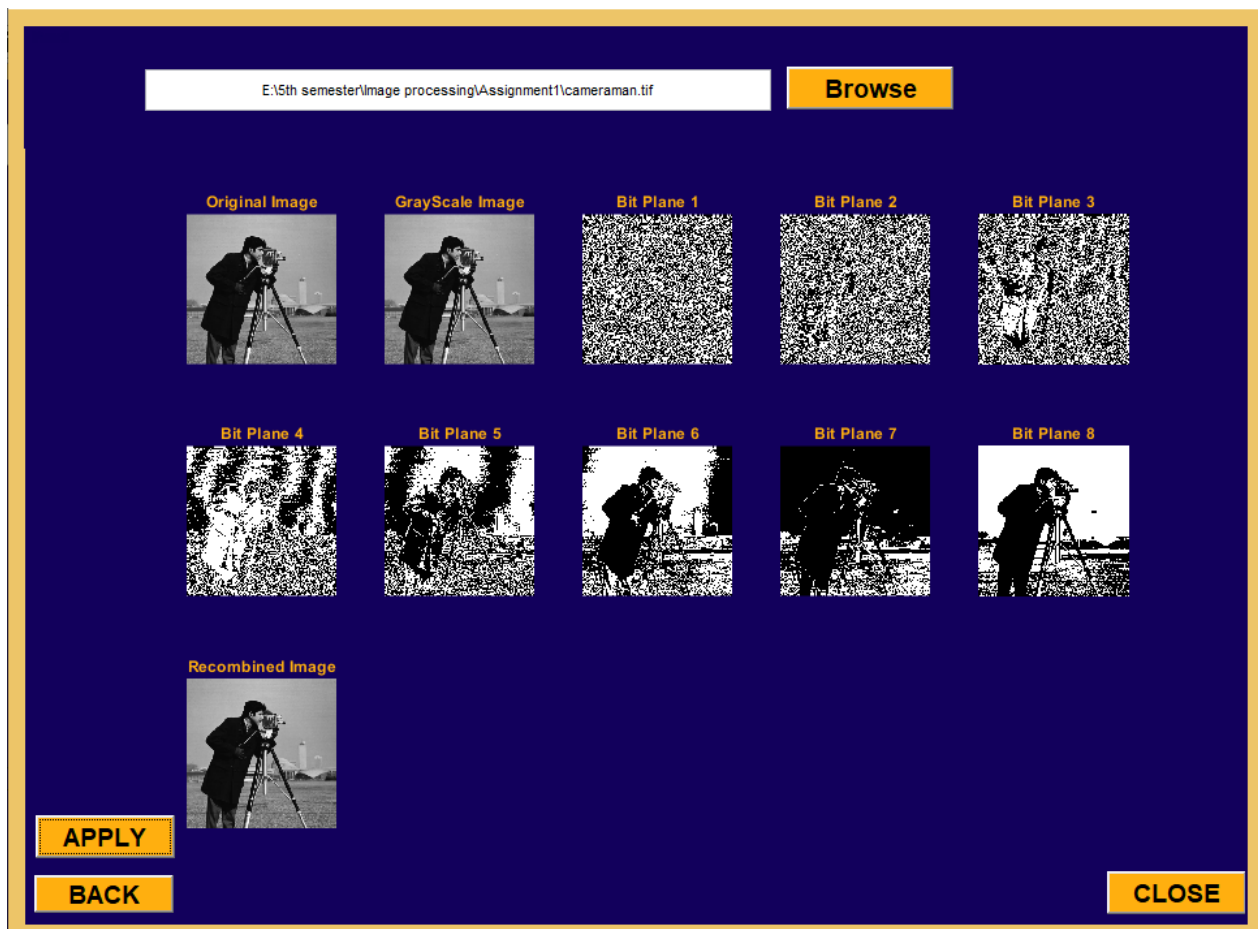 E:\5th semester\Image processing\Assignment1\cameraman.tif
Browse
Original Image
GrayScale Image
Bit Plane 1
Bit Plane 2
Bit Plane 3
Bit Plane 4
Bit Plane 5
Bit Plane 6
Bit Plane 7
Bit Plane 8
Recombined Image
APPLY
BACK
CLOSE